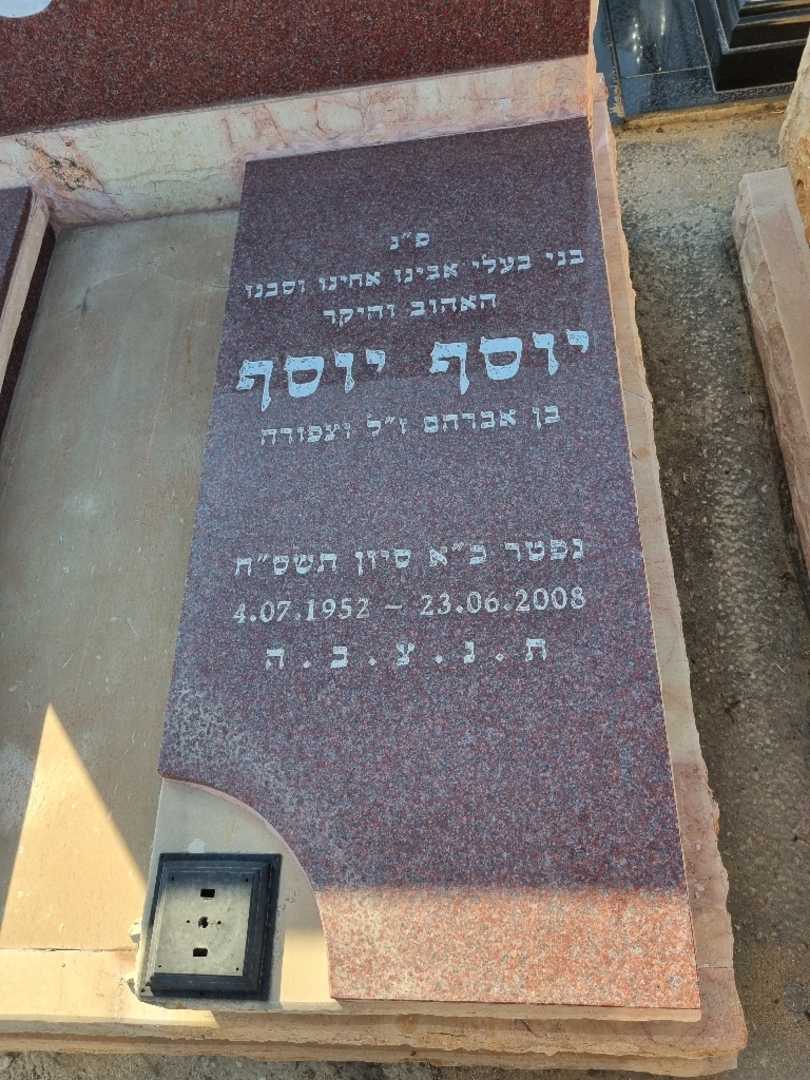 פ״נ
בני בעלי אבינו אחינו וסבנו
האהוב והיקר
יוסף יוסף
בן אברהם ז״ל וצפורה
נפטר כ״א סיון תשס״ח
4.07.1952 – 23.06.2008
ת . נ . צ . ב . ה